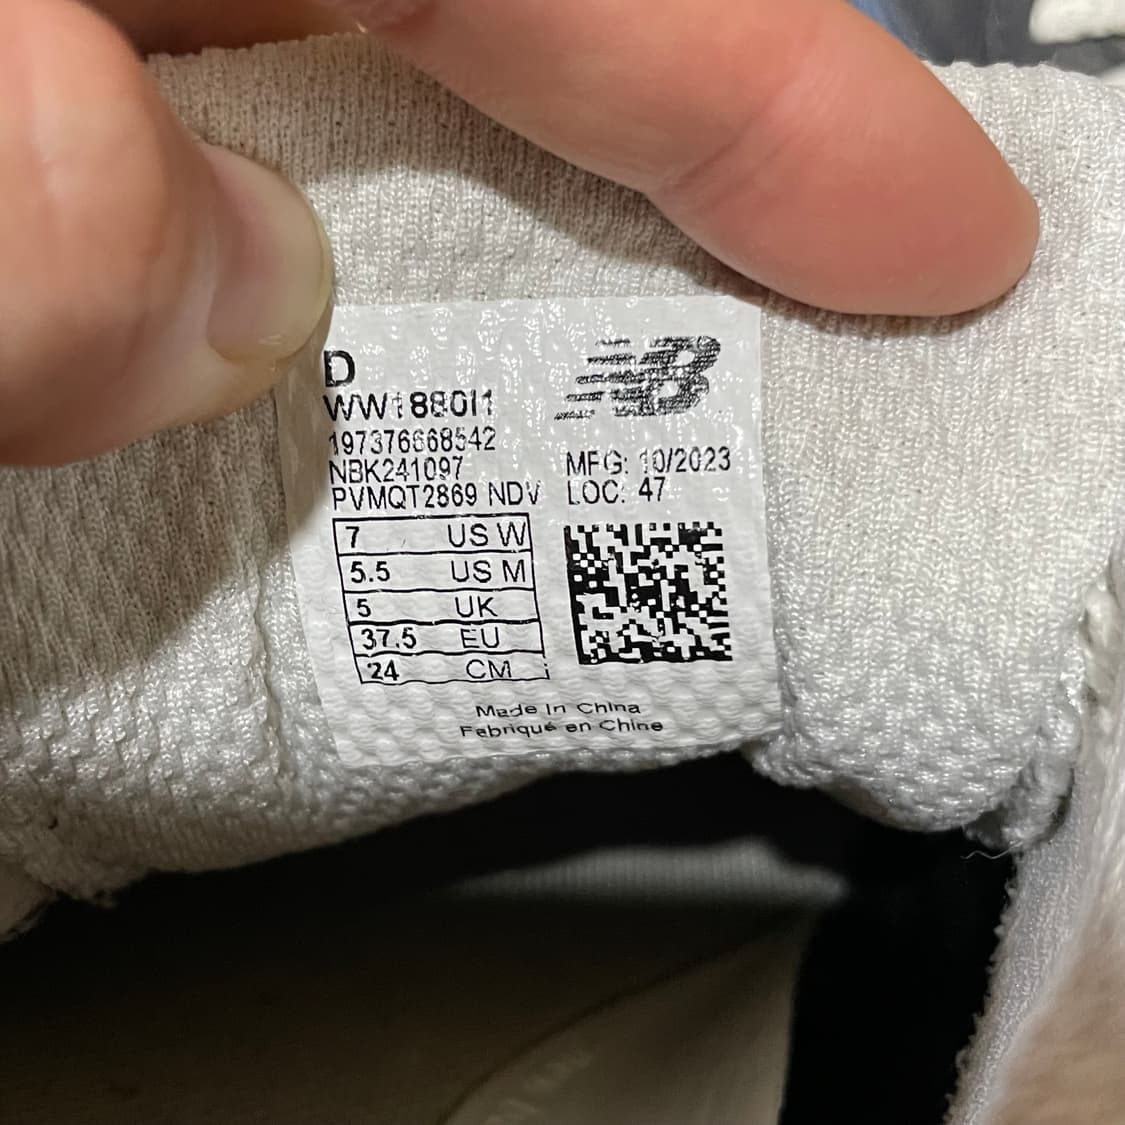 D
NB
WW1880I1
197376668542
NBK241097
MFG: 10/2023
PVMQT2869 NDV
LOC: 47
7 US W
5.5 US M
5 UK
37.5 EU
24 CM
Made In China
Fabriqué en Chine